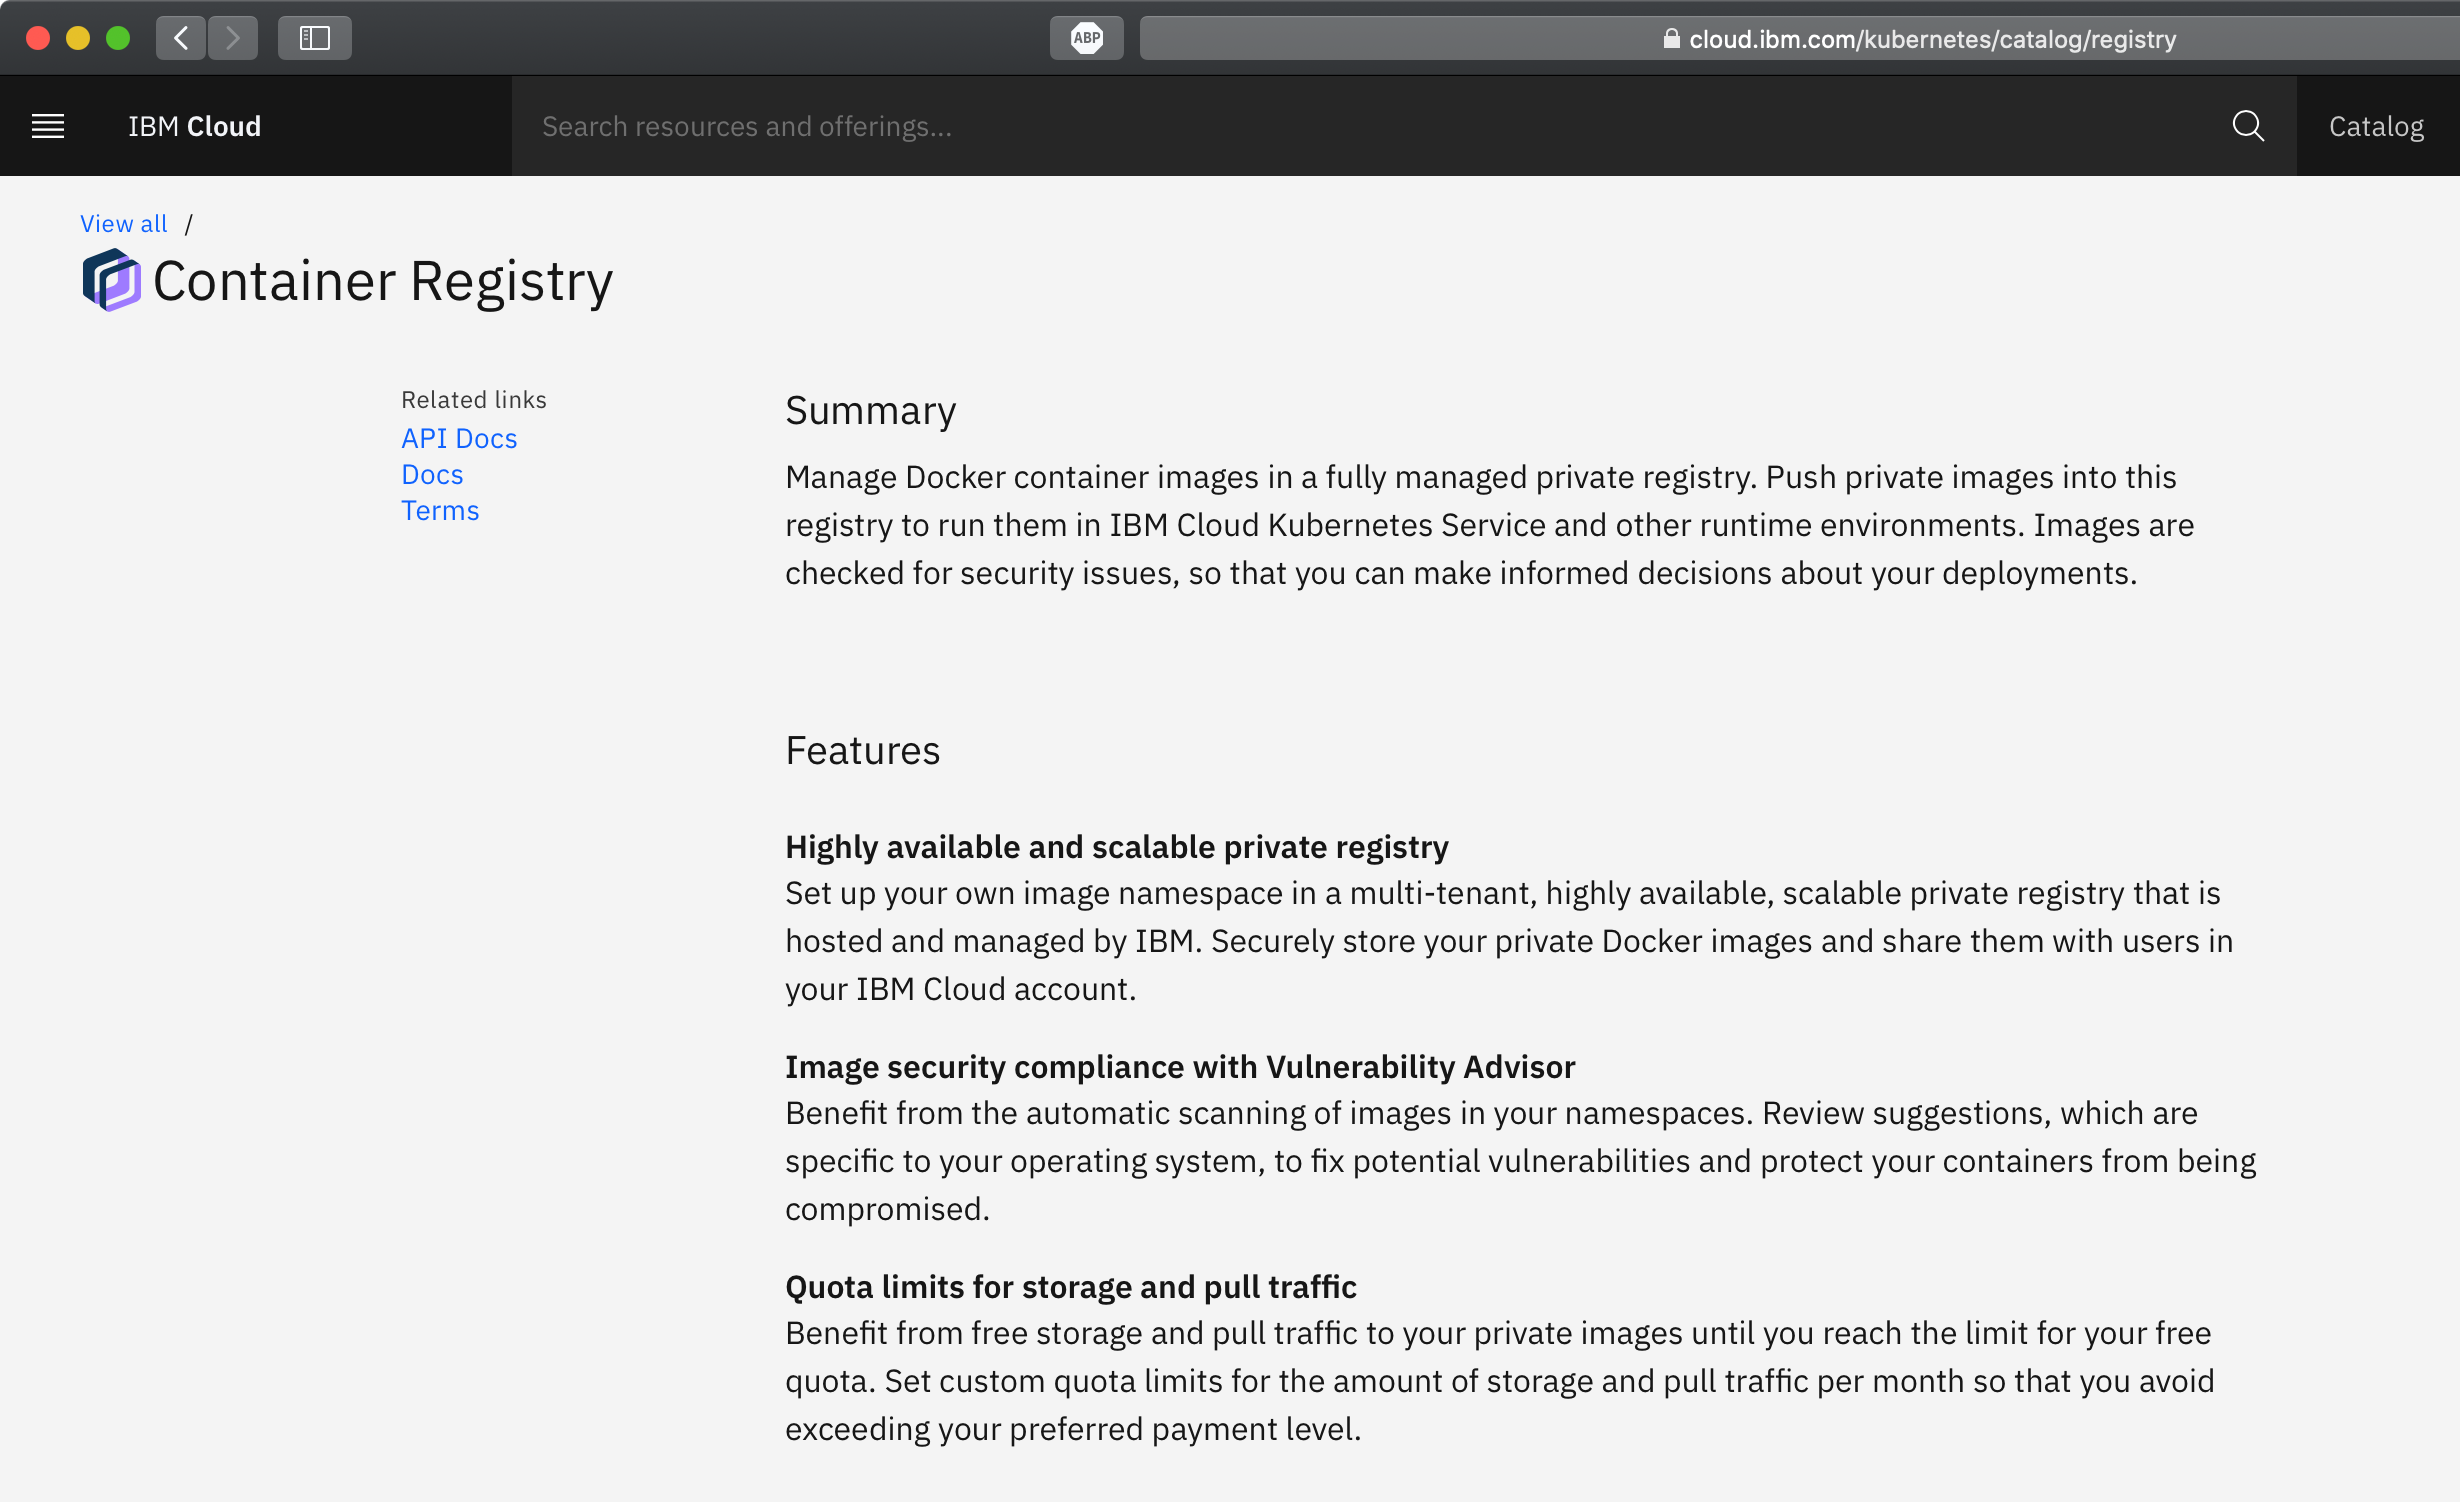 ABP
cloud.ibm.com/kubernetes/catalog/registry
IBM Cloud
Search resources and offerings...
Catalog
View all /
Container Registry
Related links
API Docs
Docs
Terms
Summary
Manage Docker container images in a fully managed private registry. Push private images into this
registry to run them in IBM Cloud Kubernetes Service and other runtime environments. Images are
checked for security issues, so that you can make informed decisions about your deployments.
Features
Highly available and scalable private registry
Set up your own image namespace in a multi-tenant, highly available, scalable private registry that is
hosted and managed by IBM. Securely store your private Docker images and share them with users in
your IBM Cloud account.
Image security compliance with Vulnerability Advisor
Benefit from the automatic scanning of images in your namespaces. Review suggestions, which are
specific to your operating system, to fix potential vulnerabilities and protect your containers from being
compromised.
Quota limits for storage and pull traffic
Benefit from free storage and pull traffic to your private images until you reach the limit for your free
quota. Set custom quota limits for the amount of storage and pull traffic per month so that you avoid
exceeding your preferred payment level.